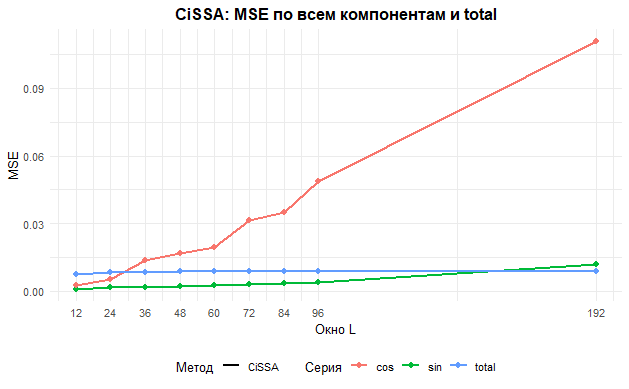 CiSSA: MSE по всем компонентам и total
MSE
0.09
0.06
0.03
0.00
12 24 36 48 60 72 84 96 192
Окно L
Метод CiSSA Серия cos sin total